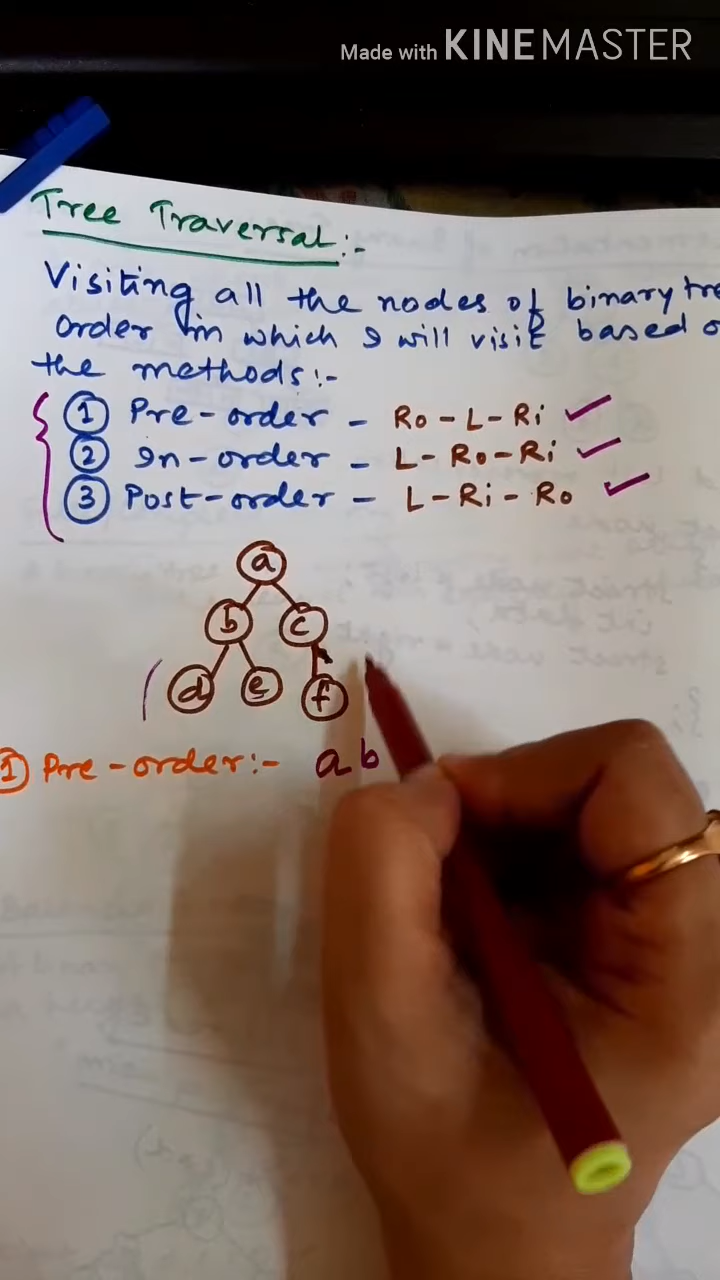 Made with KINEMASTER
Tree Traversal:-
Visiting all the nodes of binary tre
order in which I will visit based o
the methods:-
1 Pre-order - Ro-L-Ri
2 In-order - L-Ro-Ri
3 Post-order - L-Ri-Ro
a
b c
d e f
1 Pre-order:- a b